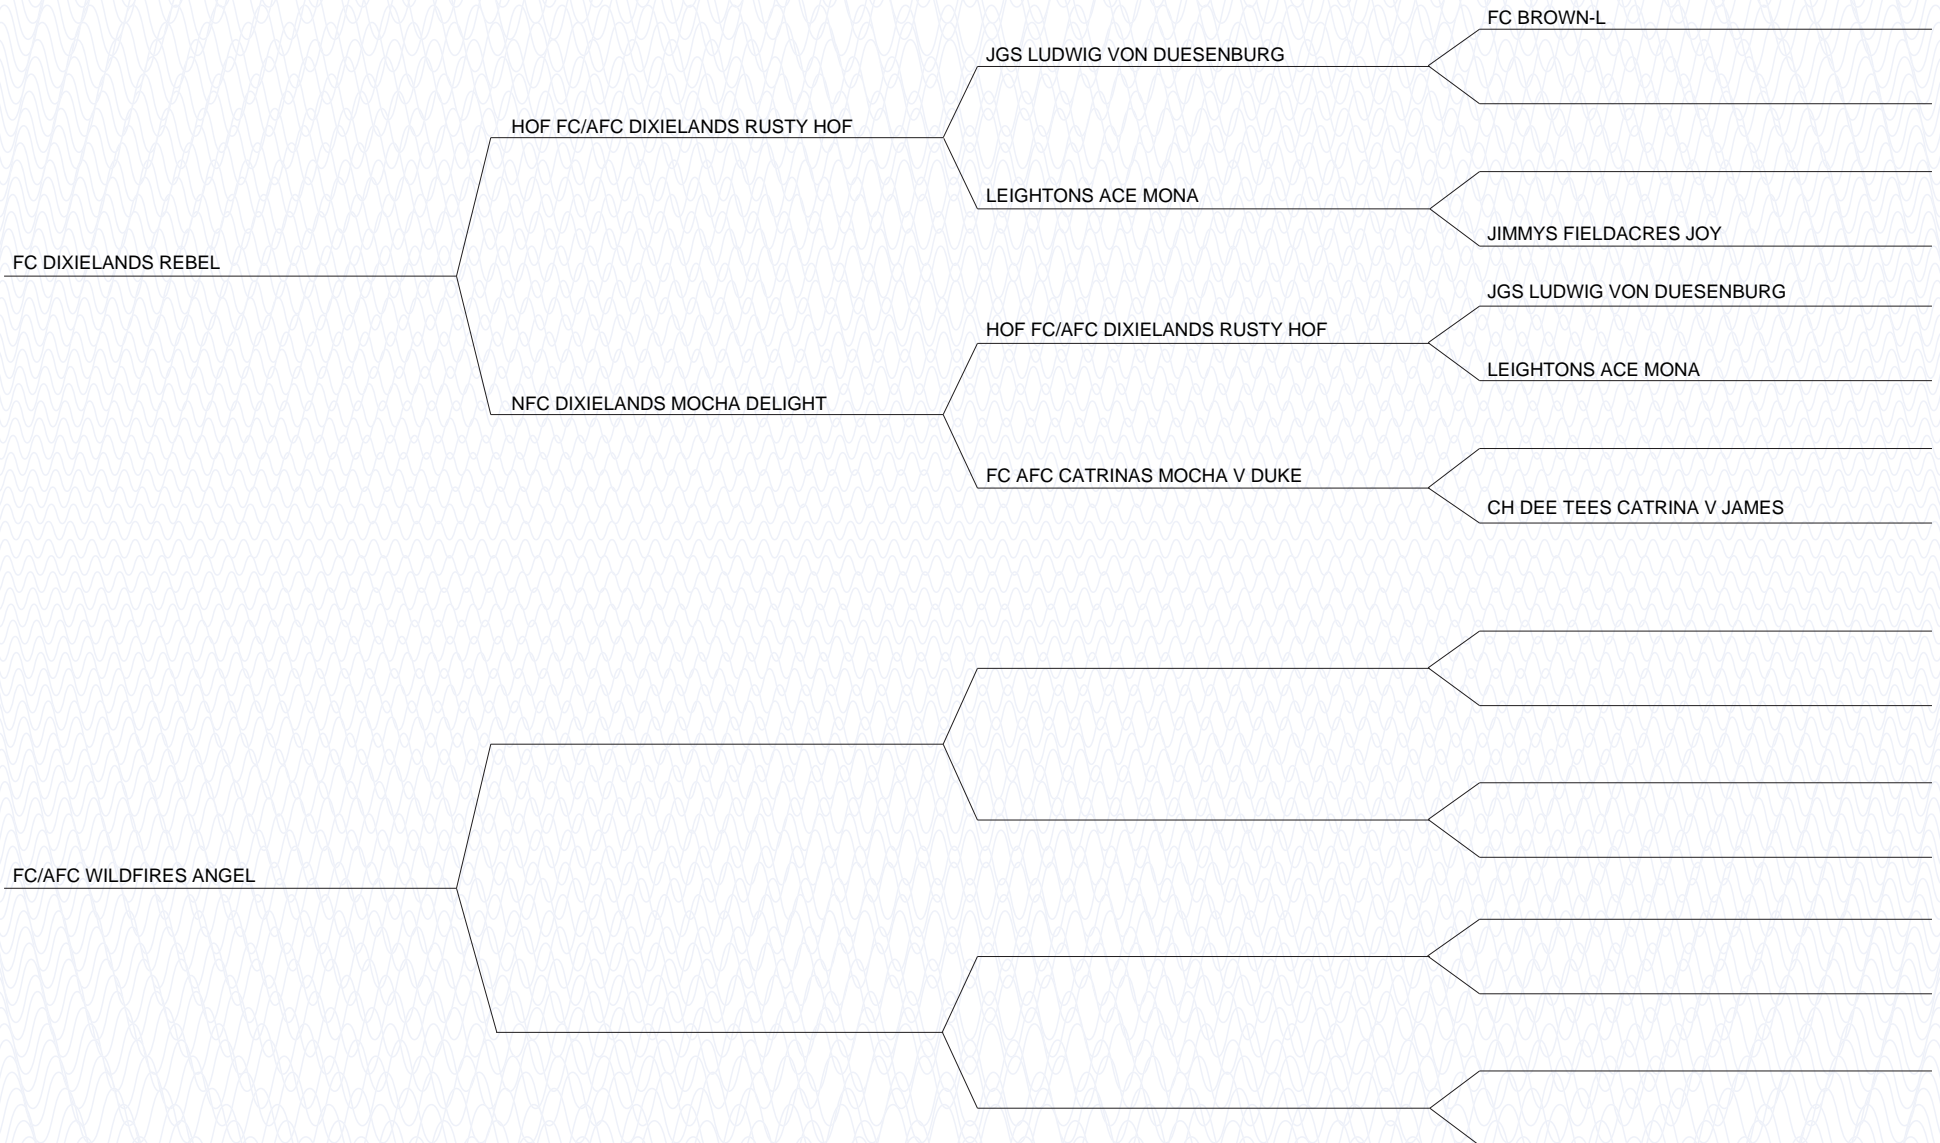 FC BROWN-L
JGS LUDWIG VON DUESENBURG
HOF FC/AFC DIXIELANDS RUSTY HOF
LEIGHTONS ACE MONA
JIMMYS FIELDACRES JOY
FC DIXIELANDS REBEL
JGS LUDWIG VON DUESENBURG
HOF FC/AFC DIXIELANDS RUSTY HOF
LEIGHTONS ACE MONA
NFC DIXIELANDS MOCHA DELIGHT
FC AFC CATRINAS MOCHA V DUKE
CH DEE TEES CATRINA V JAMES
FC/AFC WILDFIRES ANGEL